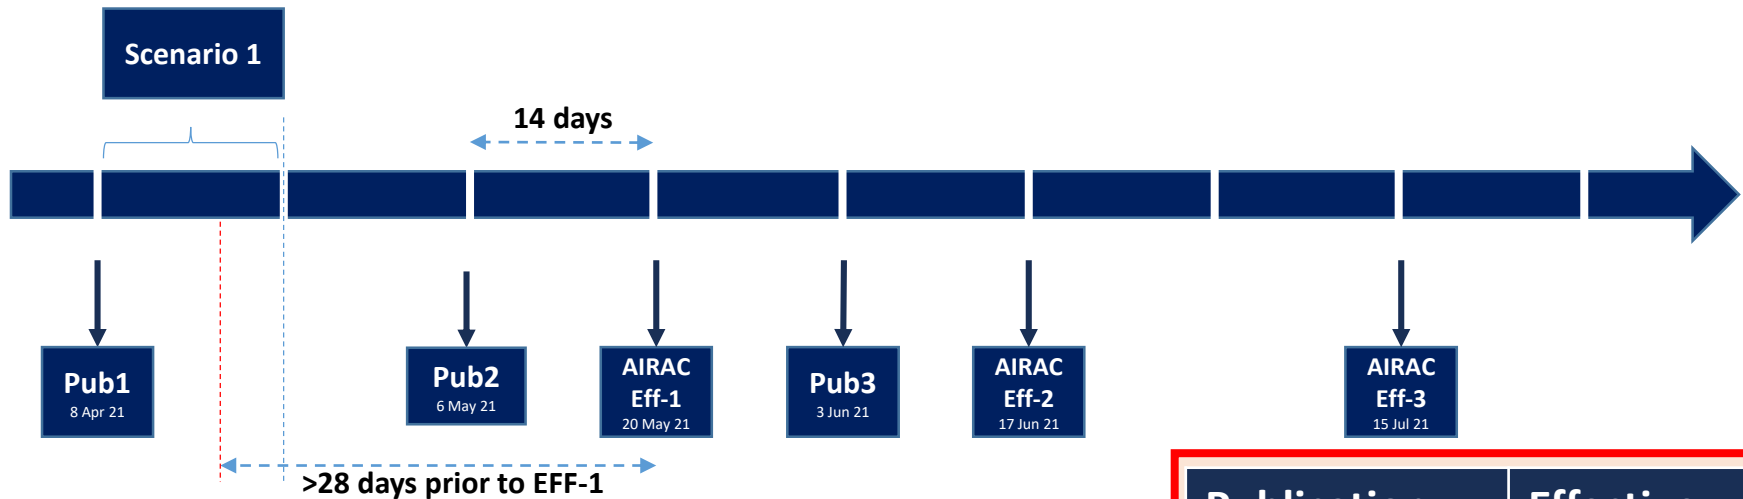 Scenario 1
14 days
Pub1
8 Apr 21
Pub2
6 May 21
AIRAC
Eff-1
20 May 21
Pub3
3 Jun 21
AIRAC
Eff-2
17 Jun 21
AIRAC
Eff-3
15 Jul 21
>28 days prior to EFF-1
Publication
Effective